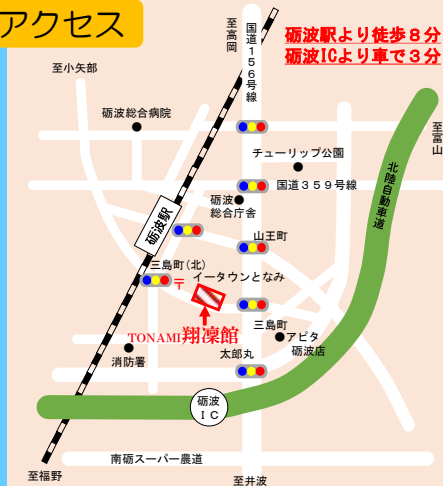 アクセス
砺波駅より徒歩８分
砺波ICより車で３分
至高岡
国道156号線
至小矢部
砺波総合病院
至富山
チューリップ公園
国道３５９号線
北陸自動車道
砺波
総合庁舎
砺波駅
山王町
三島町(北)
イータウンとなみ
〒
TONAMI翔凜館
三島町
アピタ
砺波店
太郎丸
消防署
砺波
ＩＣ
南砺スーパー農道
至福野
至井波